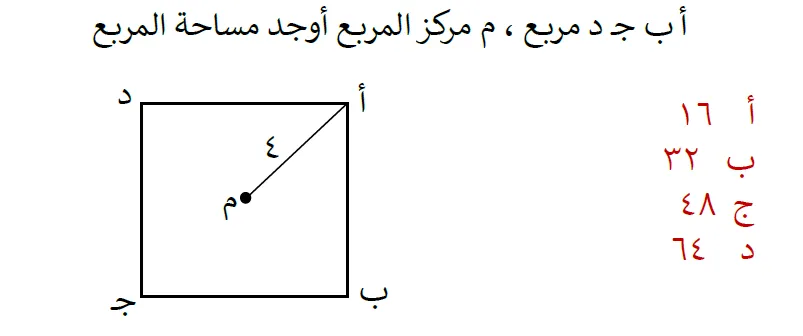 أ ب جـ د مربع ، م مركز المربع أوجد مساحة المربع
د
أ
٤
م
جـ
ب
أ ١٦
ب ٣٢
ج ٤٨
د ٦٤